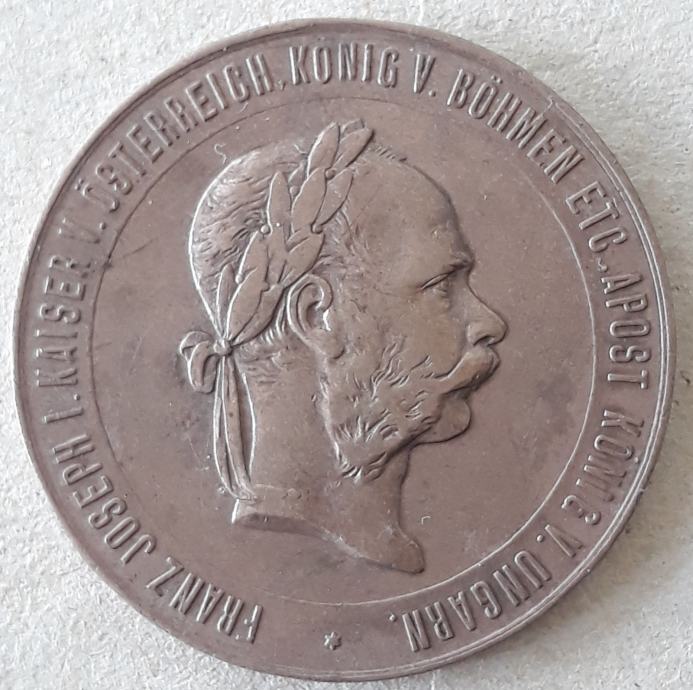 FRANZ JOSEPH I. KAISER V. ÖSTERREICH, KÖNIG V. BÖHMEN ETC., APOST KÖNIG V. UNGARN. *